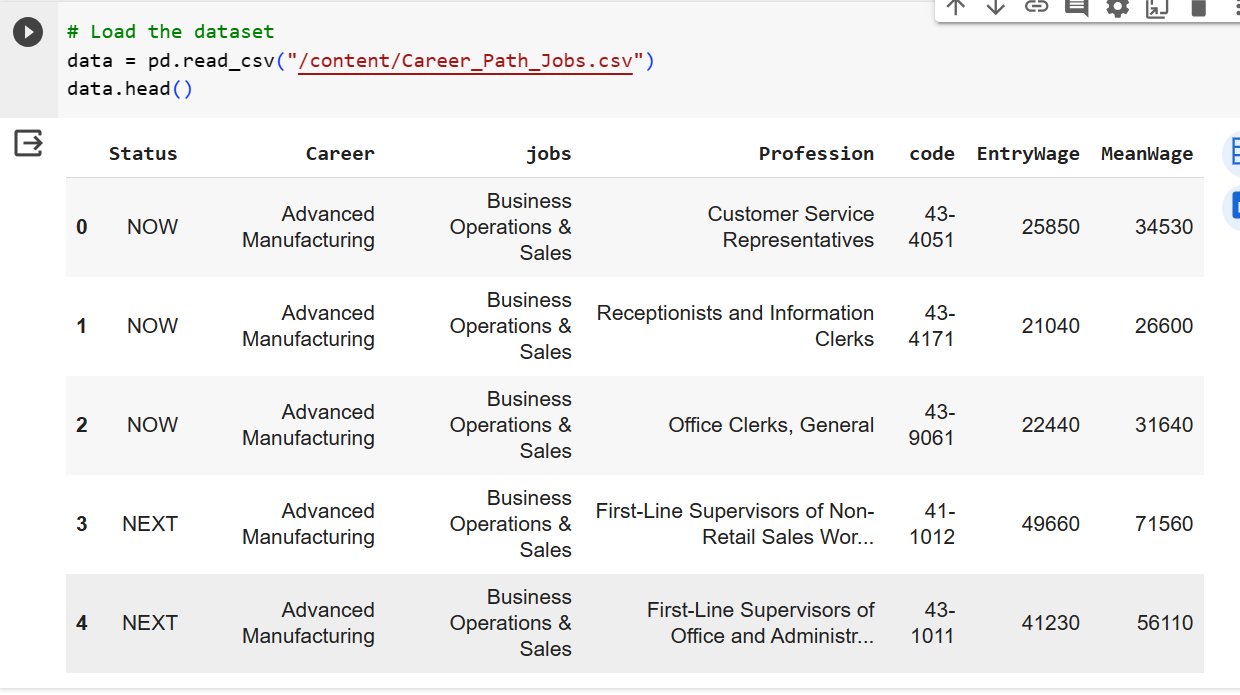 # Load the dataset
data = pd.read_csv("/content/Career_Path_Jobs.csv")
data.head()
Status Career jobs Profession code EntryWage MeanWage
0 NOW Advanced Manufacturing Business Operations & Sales Customer Service Representatives 43-4051 25850 34530
1 NOW Advanced Manufacturing Business Operations & Sales Receptionists and Information Clerks 43-4171 21040 26600
2 NOW Advanced Manufacturing Business Operations & Sales Office Clerks, General 43-9061 22440 31640
3 NEXT Advanced Manufacturing Business Operations & Sales First-Line Supervisors of Non-Retail Sales Wor... 41-1012 49660 71560
4 NEXT Advanced Manufacturing Business Operations & Sales First-Line Supervisors of Office and Administr... 43-1011 41230 56110